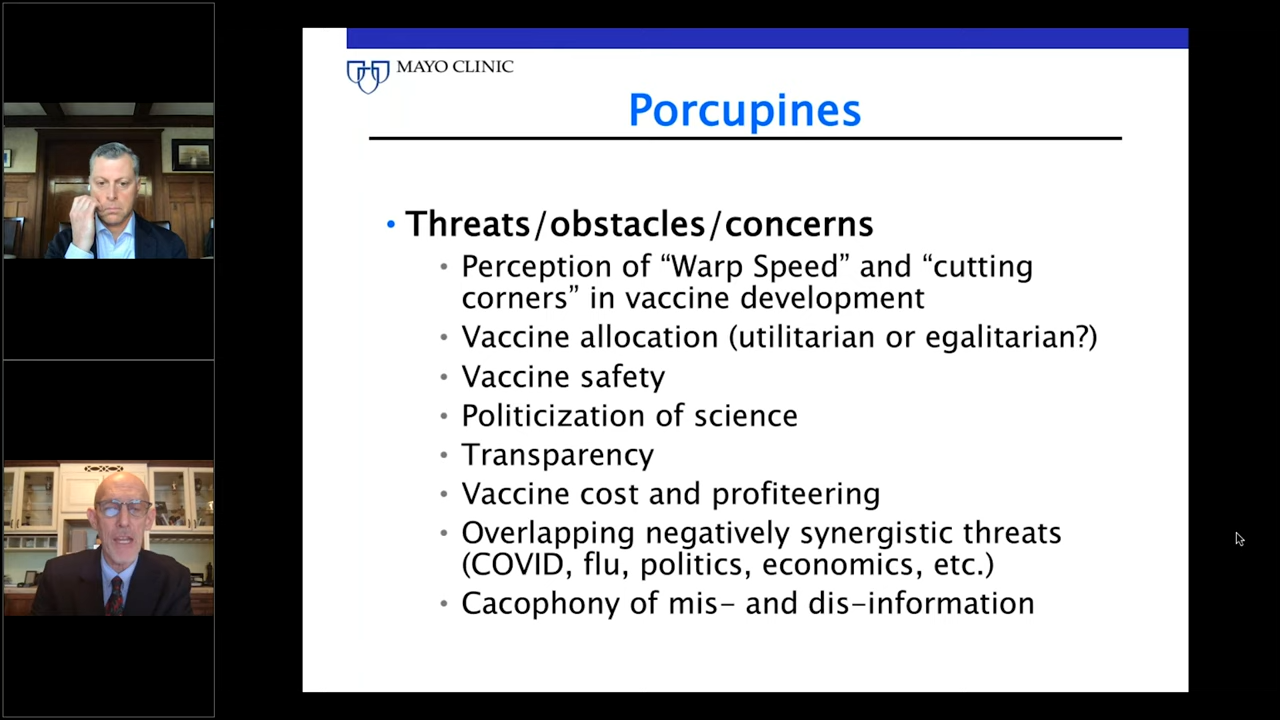 MAYO CLINIC
Porcupines
• Threats/obstacles/concerns
• Perception of “Warp Speed” and “cutting
corners” in vaccine development
• Vaccine allocation (utilitarian or egalitarian?)
• Vaccine safety
• Politicization of science
• Transparency
• Vaccine cost and profiteering
• Overlapping negatively synergistic threats
(COVID, flu, politics, economics, etc.)
• Cacophony of mis- and dis-information